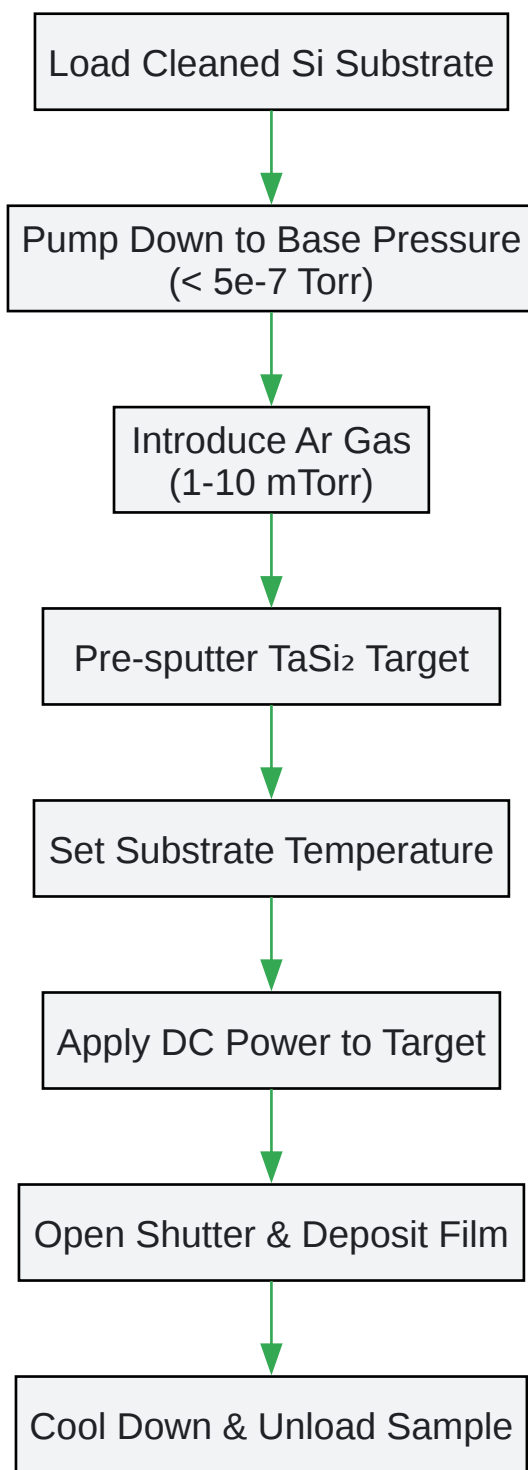 Load Cleaned Si Substrate
Pump Down to Base Pressure
(< 5e-7 Torr)
Introduce Ar Gas
(1-10 mTorr)
Pre-sputter TaSi₂ Target
Set Substrate Temperature
Apply DC Power to Target
Open Shutter & Deposit Film
Cool Down & Unload Sample